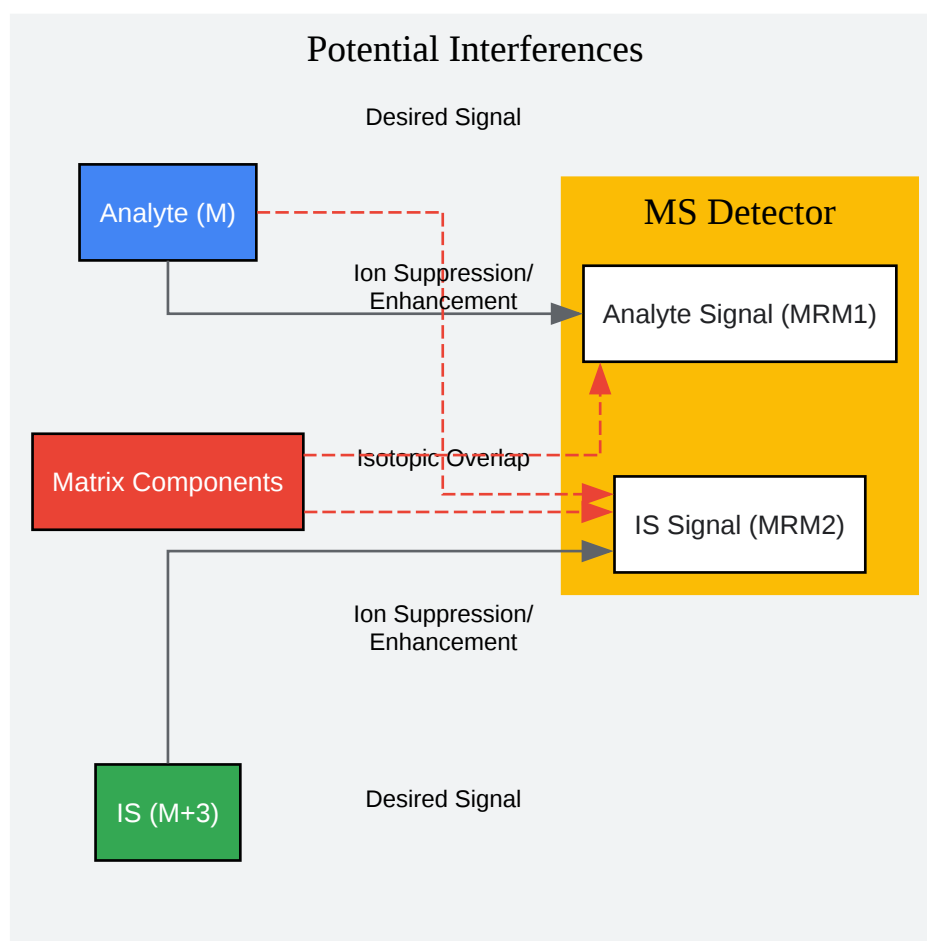 Potential Interferences
Desired Signal
Analyte (M)
MS Detector
Ion Suppression/
Enhancement
Analyte Signal (MRM1)
Isotopic Overlap
Matrix Components
IS Signal (MRM2)
Ion Suppression/
Enhancement
Desired Signal
IS (M+3)